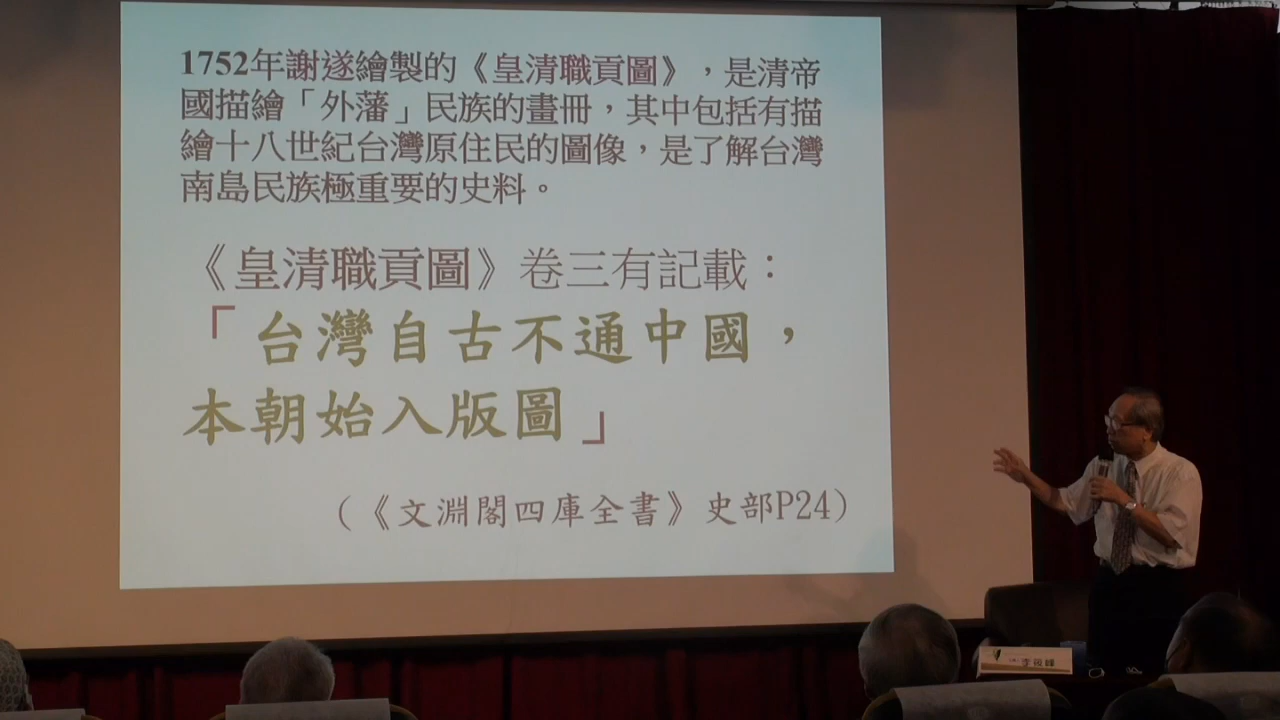 1752年謝遂繪製的《皇清職貢圖》，是清帝
國描繪「外藩」民族的畫冊，其中包括有描
繪十八世紀台灣原住民的圖像，是了解台灣
南島民族極重要的史料。
《皇清職貢圖》卷三有記載：
「台灣自古不通中國，
本朝始入版圖」
（《文淵閣四庫全書》史部P24）